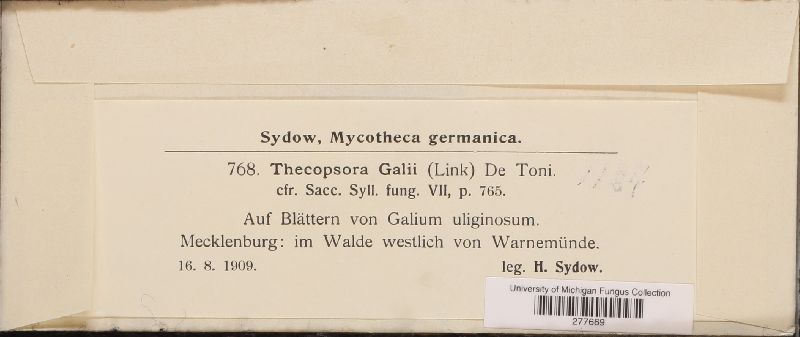 Sydow, Mycotheca germanica.
768. Thecopsora Galii (Link) De Toni.
cfr. Sacc. Syll. fung. VII, p. 765.
Auf Blättern von Galium uliginosum.
Mecklenburg: im Walde westlich von Warnemünde.
16. 8. 1909. leg. H. Sydow.
University of Michigan Fungus Collection
277669